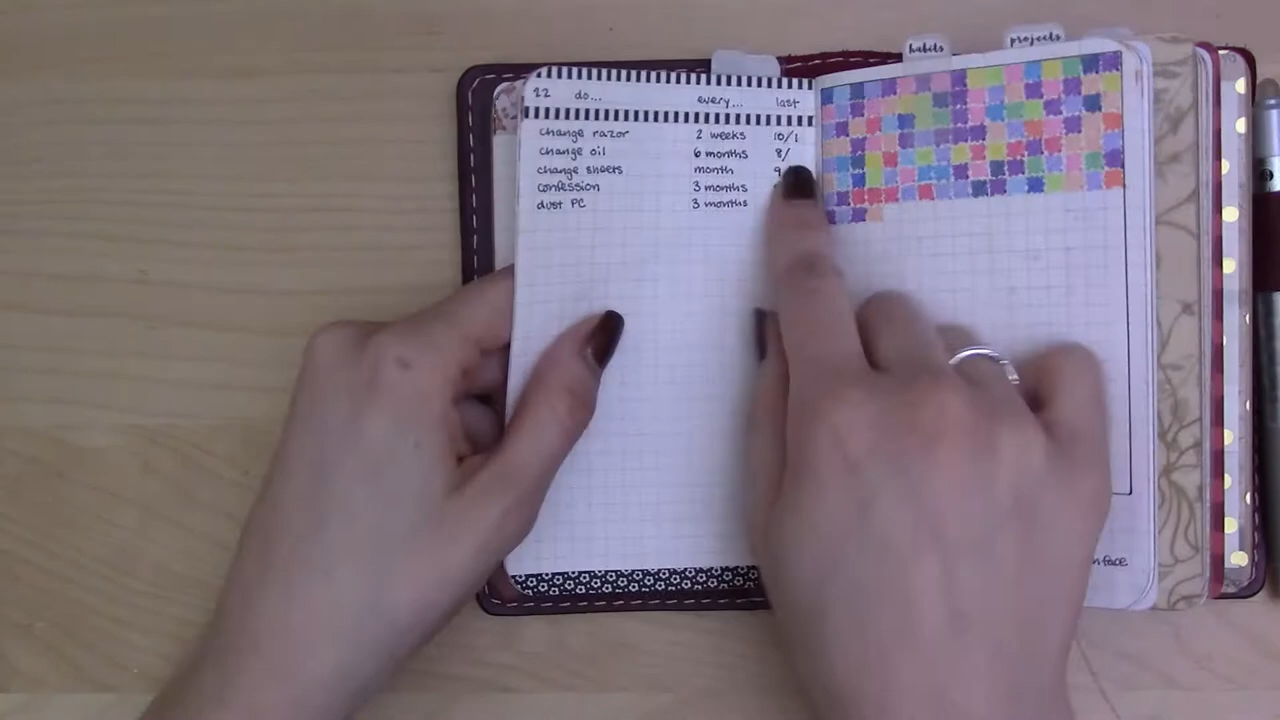 habits
projects
22 do... every... last
change razor 2 weeks 10/1
change oil 6 months 8/
change sheets month 9
confession 3 months
dust PC 3 months